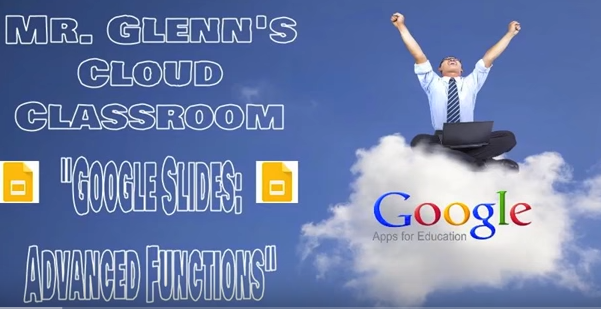 MR. GLENN'S
CLOUD
CLASSROOM
"GOOGLE SLIDES:
ADVANCED FUNCTIONS"
Google
Apps for Education